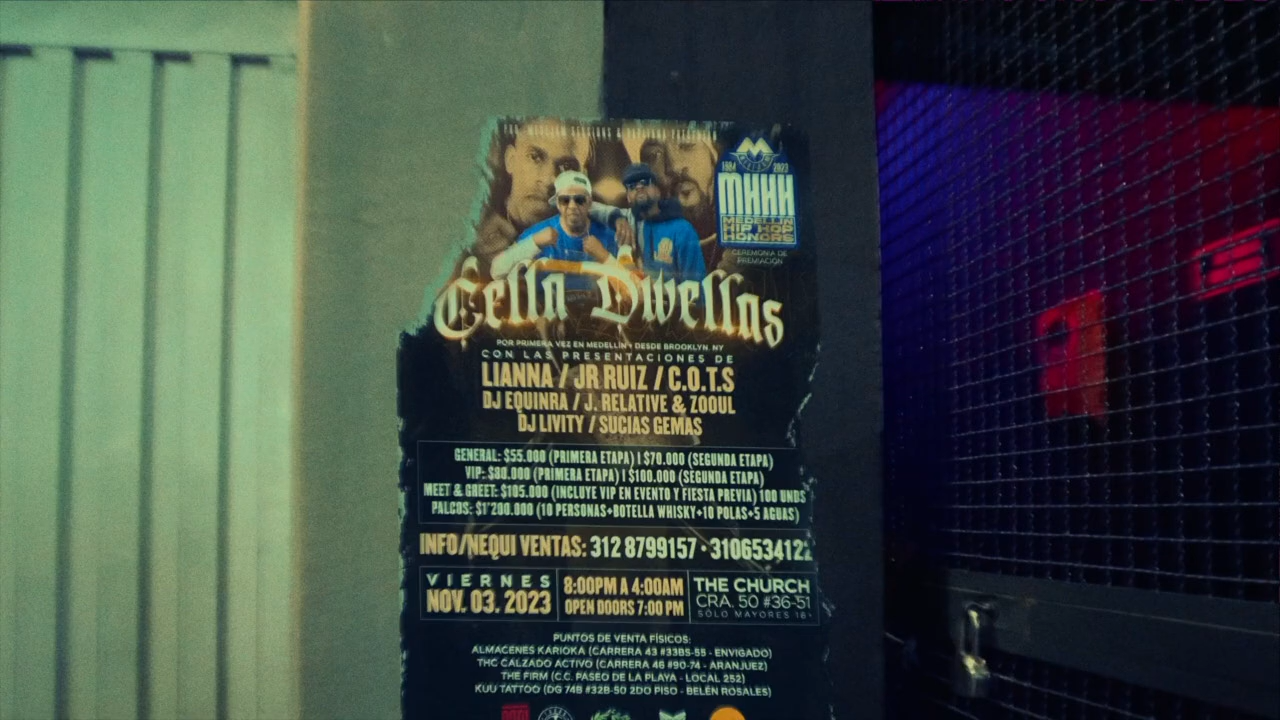 1984 2023
MHHH
MEDELLÍN
HIP HOP
HONORS
CEREMONIA DE
PREMIACIÓN
Cella Dwellas
POR PRIMERA VEZ EN MEDELLÍN - DESDE BROOKLYN, NY
CON LAS PRESENTACIONES DE
LIANNA / JR RUIZ / C.O.T.S
DJ EQUINRA / J. RELATIVE & ZOOUL
DJ LIVITY / SUCIAS GEMAS
GENERAL: $55.000 (PRIMERA ETAPA) | $70.000 (SEGUNDA ETAPA)
VIP: $80.000 (PRIMERA ETAPA) | $100.000 (SEGUNDA ETAPA)
MEET & GREET: $105.000 (INCLUYE VIP EN EVENTO Y FIESTA PREVIA) 100 UNDS
PALCOS: $1'200.000 (10 PERSONAS+BOTELLA WHISKY+10 POLAS+5 AGUAS)
INFO/NEQUI VENTAS: 312 8799157 • 3106534122
VIERNES
NOV. 03. 2023
8:00PM A 4:00AM
OPEN DOORS 7:00 PM
THE CHURCH
CRA. 50 #36-51
SÓLO MAYORES 18+
PUNTOS DE VENTA FÍSICOS:
ALMACENES KARIOKA (CARRERA 43 #33BS-55 - ENVIGADO)
THC CALZADO ACTIVO (CARRERA 46 #90-74 - ARANJUEZ)
THE FIRM (C.C. PASEO DE LA PLAYA - LOCAL 252)
KUU TATTOO (DG 74B #32B-50 2DO PISO - BELÉN ROSALES)